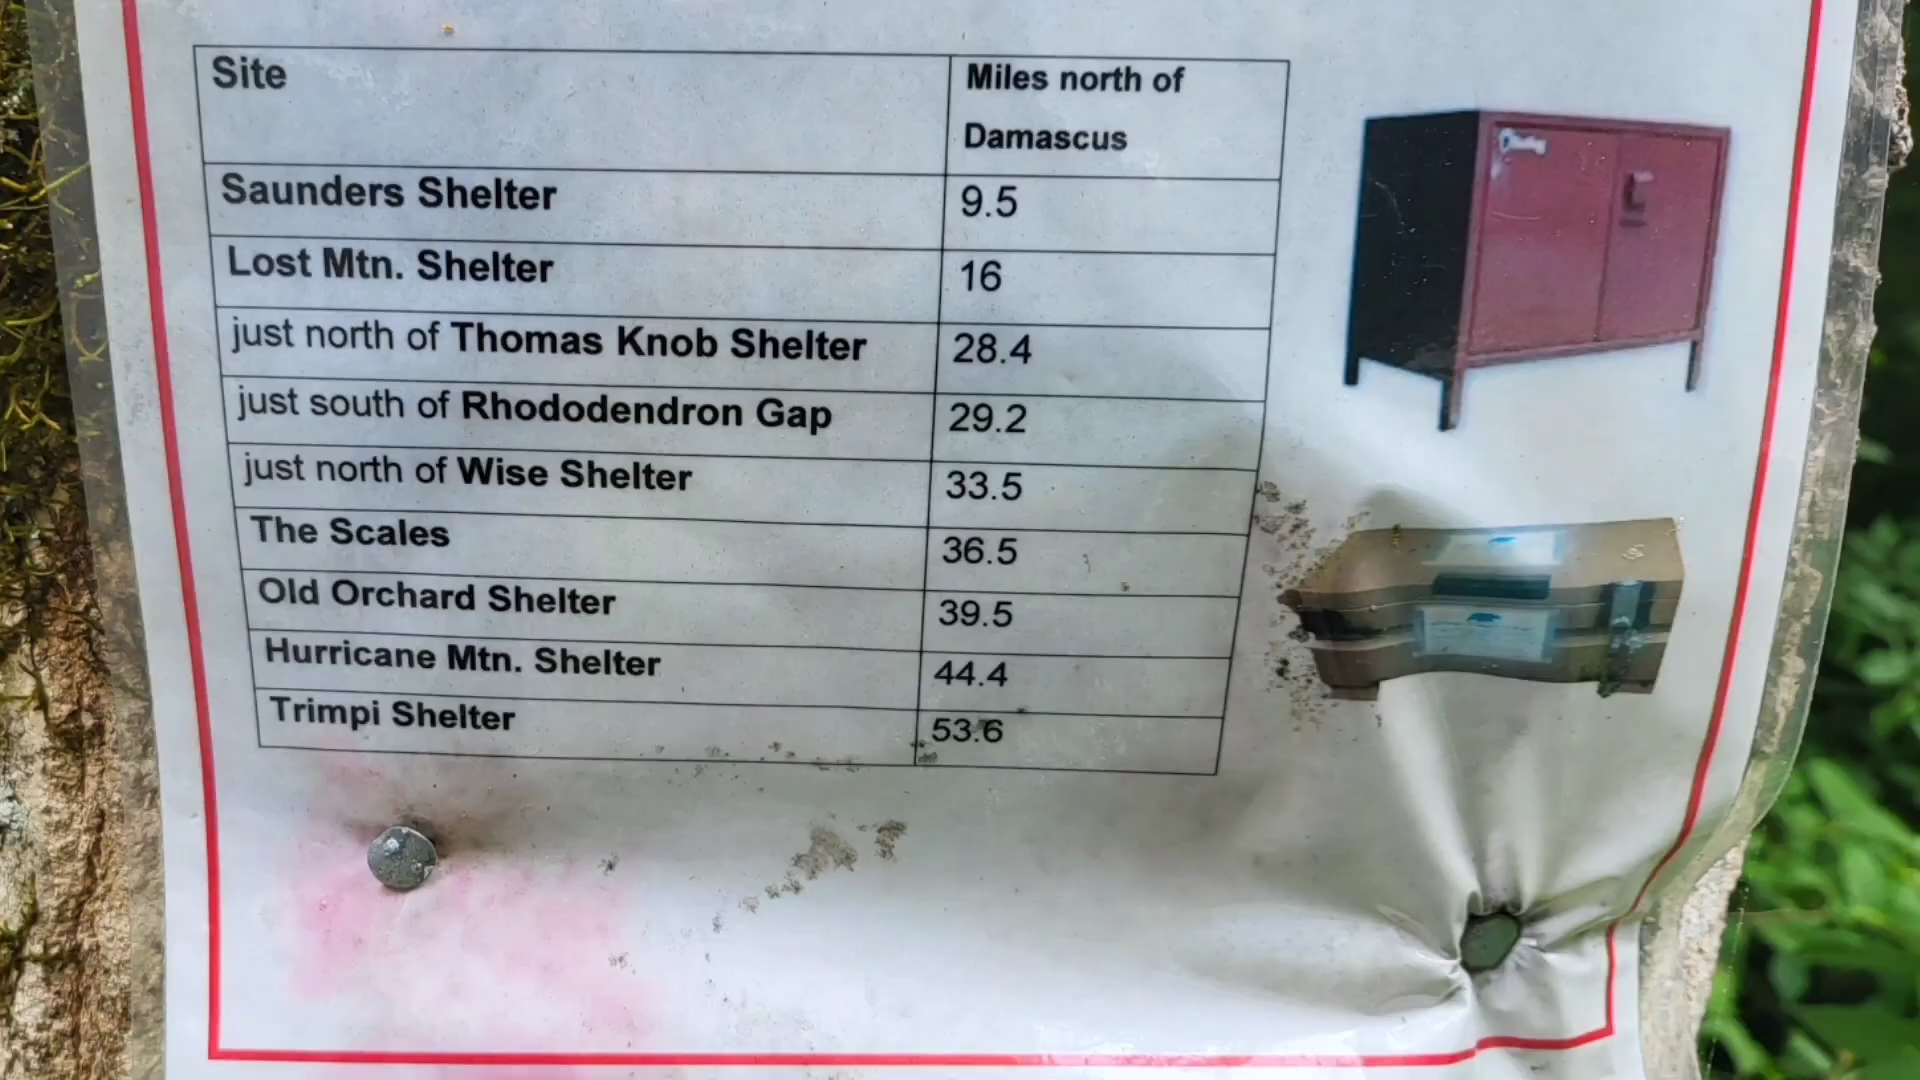 Site Miles north of
Damascus
Saunders Shelter 9.5
Lost Mtn. Shelter 16
just north of Thomas Knob Shelter 28.4
just south of Rhododendron Gap 29.2
just north of Wise Shelter 33.5
The Scales 36.5
Old Orchard Shelter 39.5
Hurricane Mtn. Shelter 44.4
Trimpi Shelter 53.6